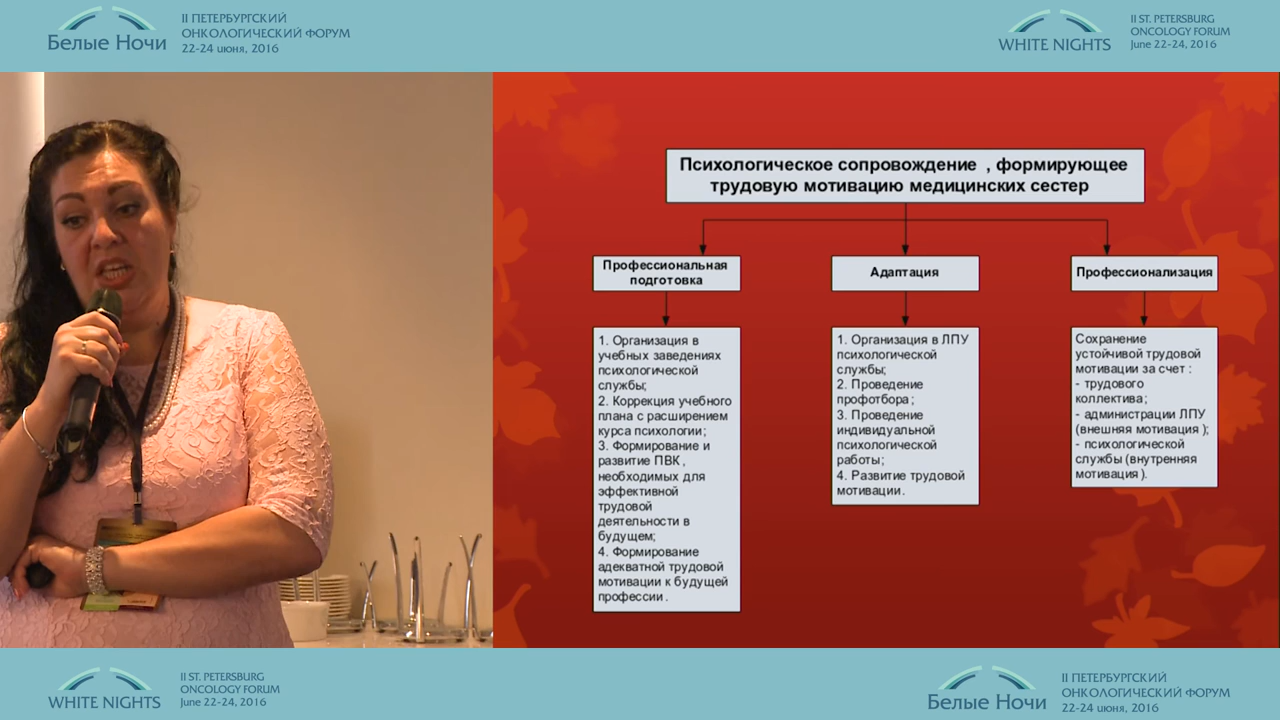 Белые Ночи
II ПЕТЕРБУРГСКИЙ
ОНКОЛОГИЧЕСКИЙ ФОРУМ
22-24 июня, 2016
WHITE NIGHTS
II ST. PETERSBURG
ONCOLOGY FORUM
June 22-24, 2016
Психологическое сопровождение , формирующее
трудовую мотивацию медицинских сестер
Профессиональная
подготовка
1. Организация в
учебных заведениях
психологической
службы;
2. Коррекция учебного
плана с расширением
курса психологии;
3. Формирование и
развитие ПВК ,
необходимых для
эффективной
трудовой
деятельности в
будущем;
4. Формирование
адекватной трудовой
мотивации к будущей
профессии .
Адаптация
1. Организация в ЛПУ
психологической
службы;
2. Проведение
профотбора ;
3. Проведение
индивидуальной
психологической
работы;
4. Развитие трудовой
мотивации .
Профессионализация
Сохранение
устойчивой трудовой
мотивации за счет :
- трудового
коллектива;
- администрации ЛПУ
(внешняя мотивация );
- психологической
службы (внутренняя
мотивация ).
WHITE NIGHTS
II ST. PETERSBURG
ONCOLOGY FORUM
June 22-24, 2016
Белые Ночи
II ПЕТЕРБУРГСКИЙ
ОНКОЛОГИЧЕСКИЙ ФОРУМ
22-24 июня, 2016